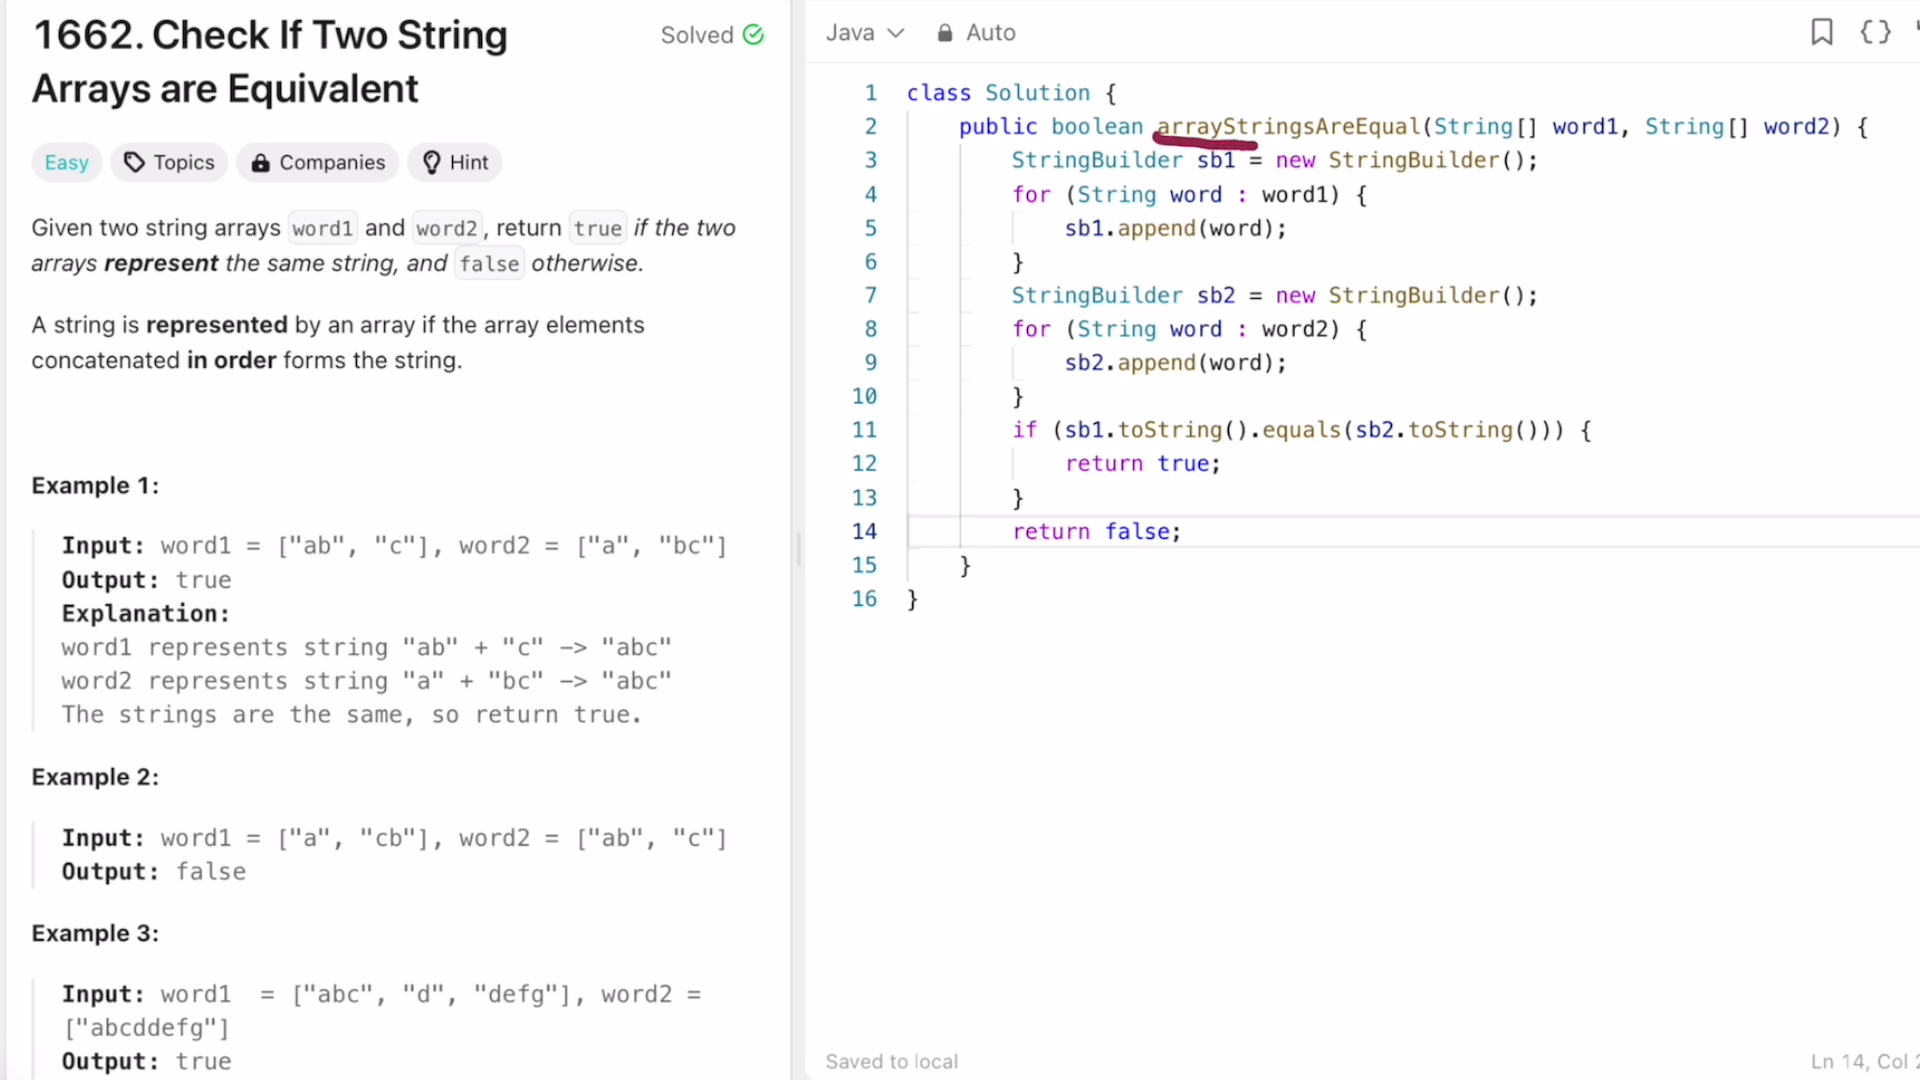 1662. Check If Two String
Arrays are Equivalent
Solved
Easy
Topics
Companies
Hint
Given two string arrays word1 and word2, return true if the two
arrays represent the same string, and false otherwise.
A string is represented by an array if the array elements
concatenated in order forms the string.
Example 1:
Input: word1 = ["ab", "c"], word2 = ["a", "bc"]
Output: true
Explanation:
word1 represents string "ab" + "c" -> "abc"
word2 represents string "a" + "bc" -> "abc"
The strings are the same, so return true.
Example 2:
Input: word1 = ["a", "cb"], word2 = ["ab", "c"]
Output: false
Example 3:
Input: word1  = ["abc", "d", "defg"], word2 =
["abcddefg"]
Output: true
Java
Auto
1 class Solution {
2 public boolean arrayStringsAreEqual(String[] word1, String[] word2) {
3 StringBuilder sb1 = new StringBuilder();
4 for (String word : word1) {
5 sb1.append(word);
6 }
7 StringBuilder sb2 = new StringBuilder();
8 for (String word : word2) {
9 sb2.append(word);
10 }
11 if (sb1.toString().equals(sb2.toString())) {
12 return true;
13 }
14 return false;
15 }
16 }
Saved to local
Ln 14, Col